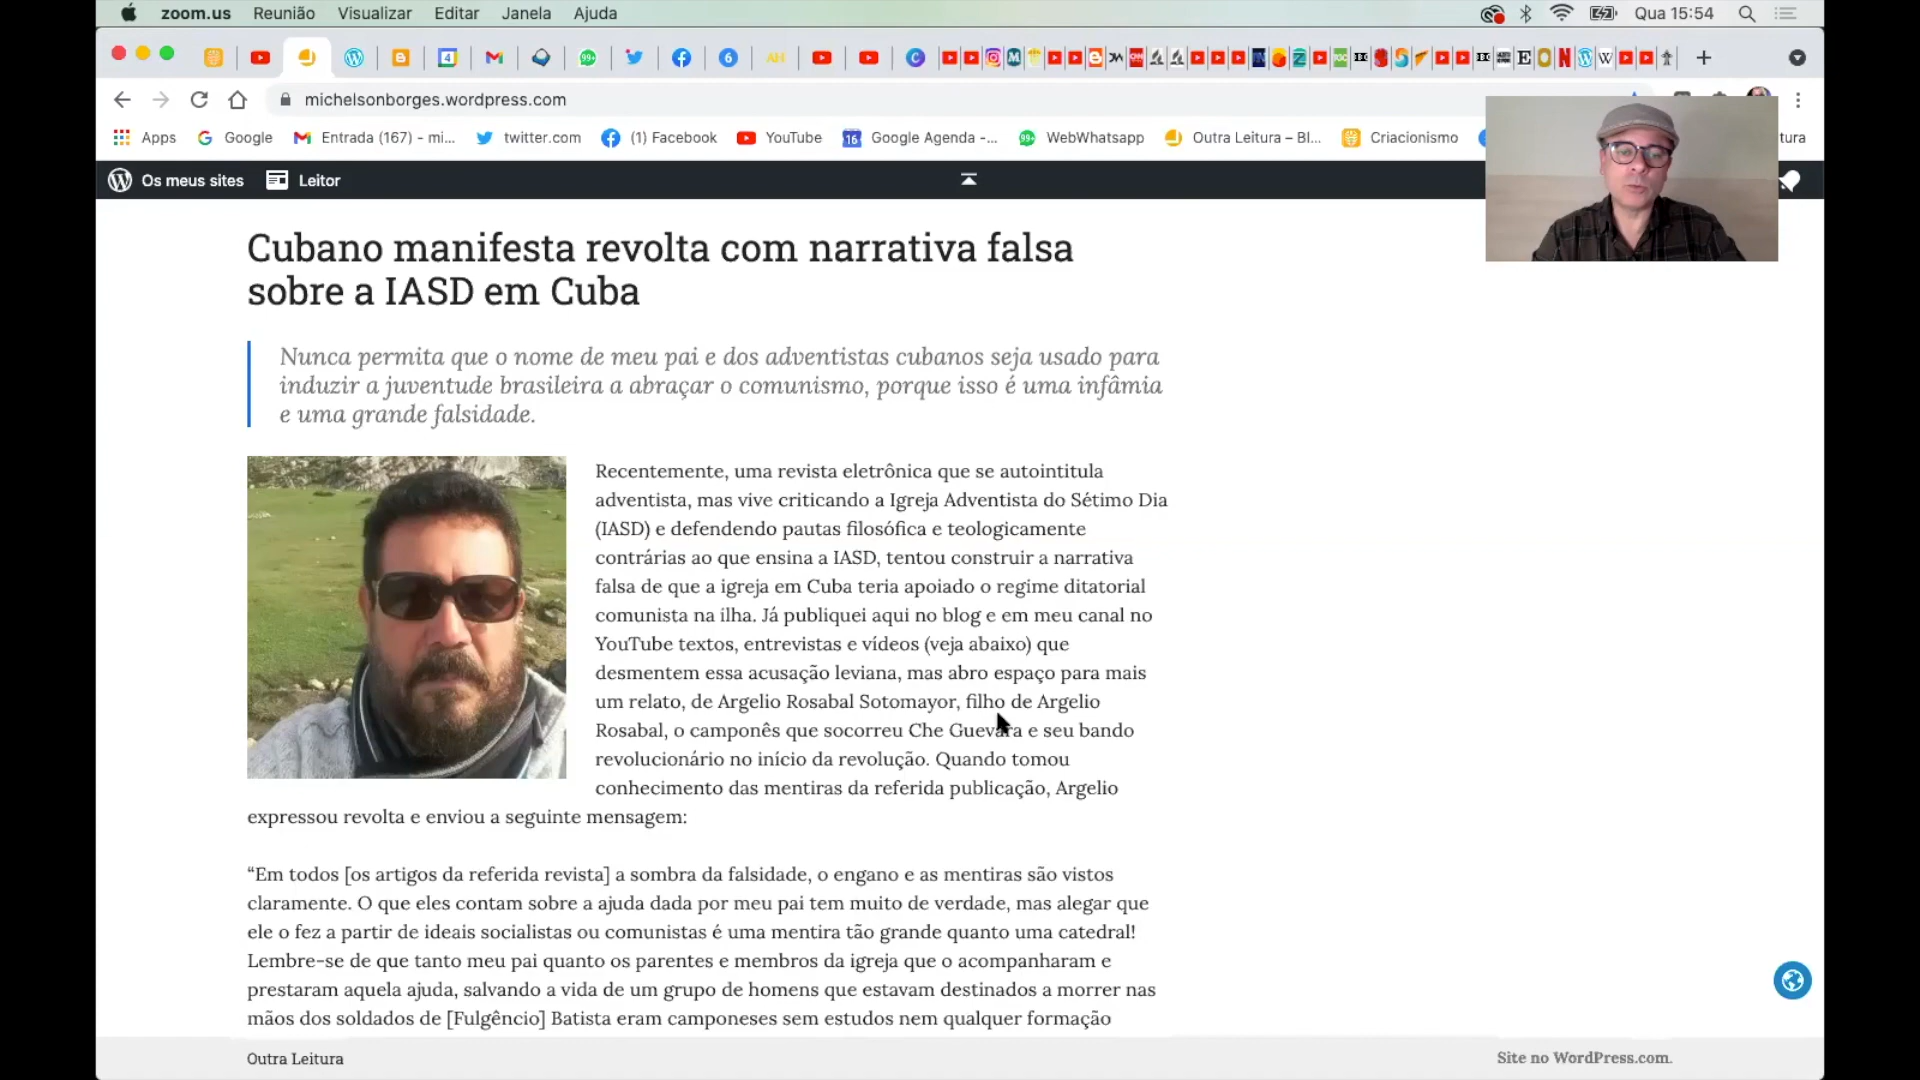 zoom.us Reunião Visualizar Editar Janela Ajuda Qua 15:54
michelsonborges.wordpress.com
Apps Google Entrada (167) - mi... twitter.com (1) Facebook YouTube Google Agenda -... WebWhatsapp Outra Leitura – Bl... Criacionismo tura
Os meus sites Leitor
Cubano manifesta revolta com narrativa falsa
sobre a IASD em Cuba
Nunca permita que o nome de meu pai e dos adventistas cubanos seja usado para
induzir a juventude brasileira a abraçar o comunismo, porque isso é uma infâmia
e uma grande falsidade.
Recentemente, uma revista eletrônica que se autointitula
adventista, mas vive criticando a Igreja Adventista do Sétimo Dia
(IASD) e defendendo pautas filosófica e teologicamente
contrárias ao que ensina a IASD, tentou construir a narrativa
falsa de que a igreja em Cuba teria apoiado o regime ditatorial
comunista na ilha. Já publiquei aqui no blog e em meu canal no
YouTube textos, entrevistas e vídeos (veja abaixo) que
desmentem essa acusação leviana, mas abro espaço para mais
um relato, de Argelio Rosabal Sotomayor, filho de Argelio
Rosabal, o camponês que socorreu Che Guevara e seu bando
revolucionário no início da revolução. Quando tomou
conhecimento das mentiras da referida publicação, Argelio
expressou revolta e enviou a seguinte mensagem:
“Em todos [os artigos da referida revista] a sombra da falsidade, o engano e as mentiras são vistos
claramente. O que eles contam sobre a ajuda dada por meu pai tem muito de verdade, mas alegar que
ele o fez a partir de ideais socialistas ou comunistas é uma mentira tão grande quanto uma catedral!
Lembre-se de que tanto meu pai quanto os parentes e membros da igreja que o acompanharam e
prestaram aquela ajuda, salvando a vida de um grupo de homens que estavam destinados a morrer nas
mãos dos soldados de [Fulgêncio] Batista eram camponeses sem estudos nem qualquer formação
Outra Leitura Site no WordPress.com.